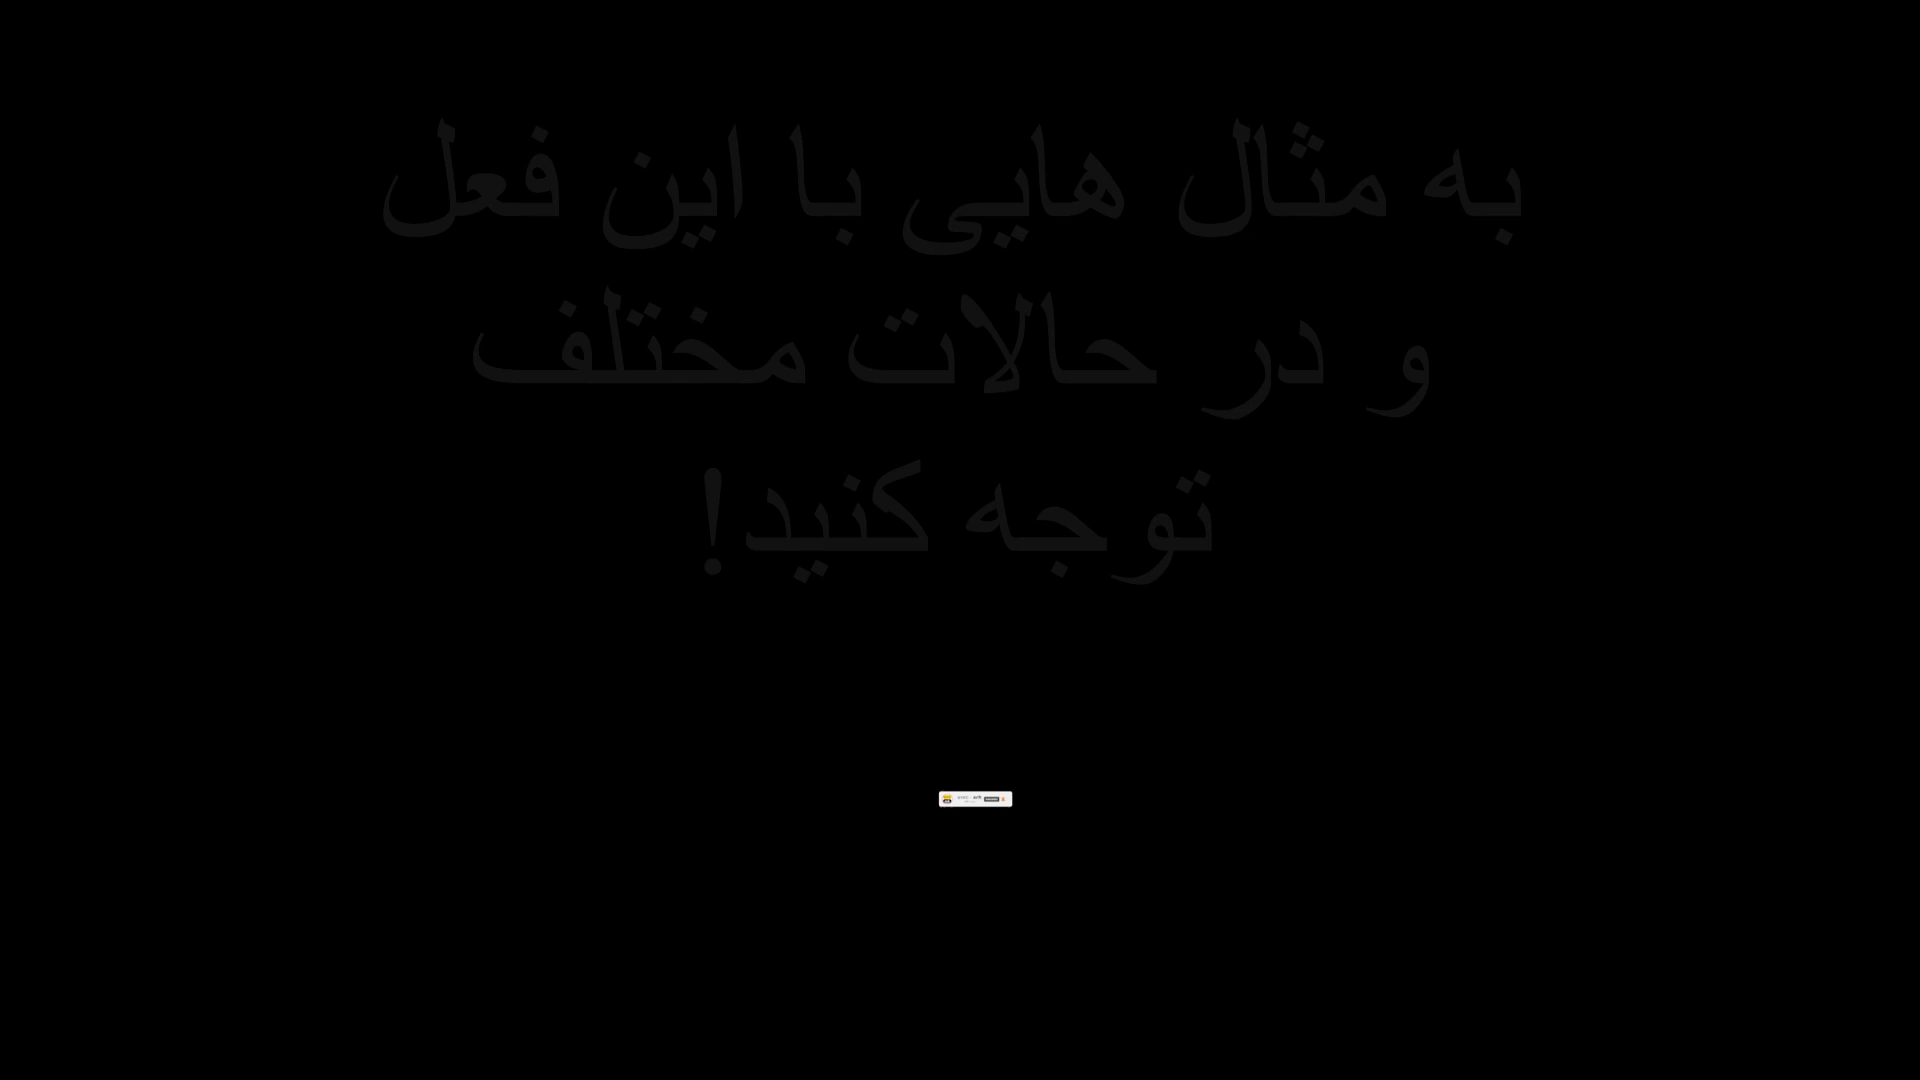 به مثال هایی با این فعل
و در حالات مختلف
توجه کنید!